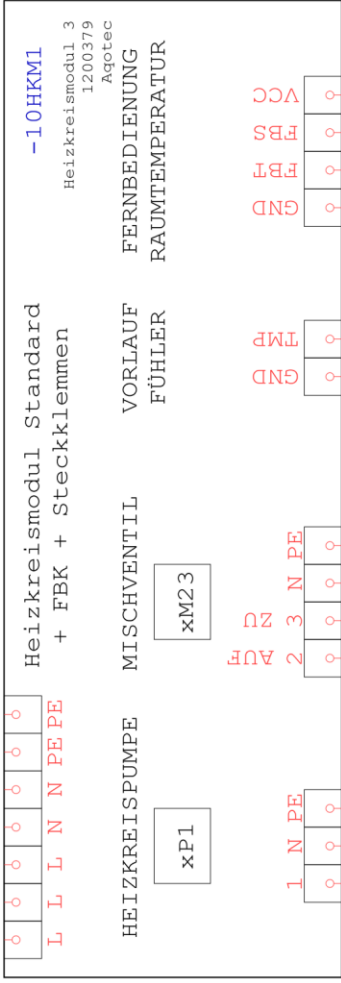 Heizkreismodul Standard
+ FBK + Steckklemmen
-10HKM1
Heizkreismodul 3
1200379
Aqotec
L L L N N PE PE
HEIZKREISPUMPE
xP1
MISCHVENTIL
xM23
VORLAUF
FÜHLER
FERNBEDIENUNG
RAUMTEMPERATUR
1 N PE
AUF ZU
2 3 N PE
GND TMP
GND FBT FBS VCC